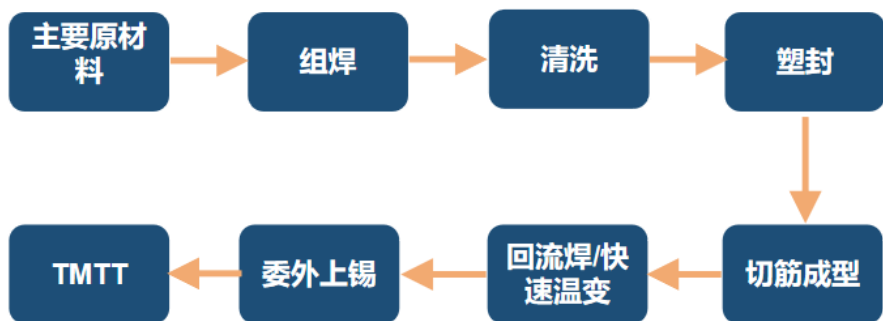 主要原材
料
组焊
清洗
塑封
切筋成型
回流焊/快
速温变
委外上锡
TMTT